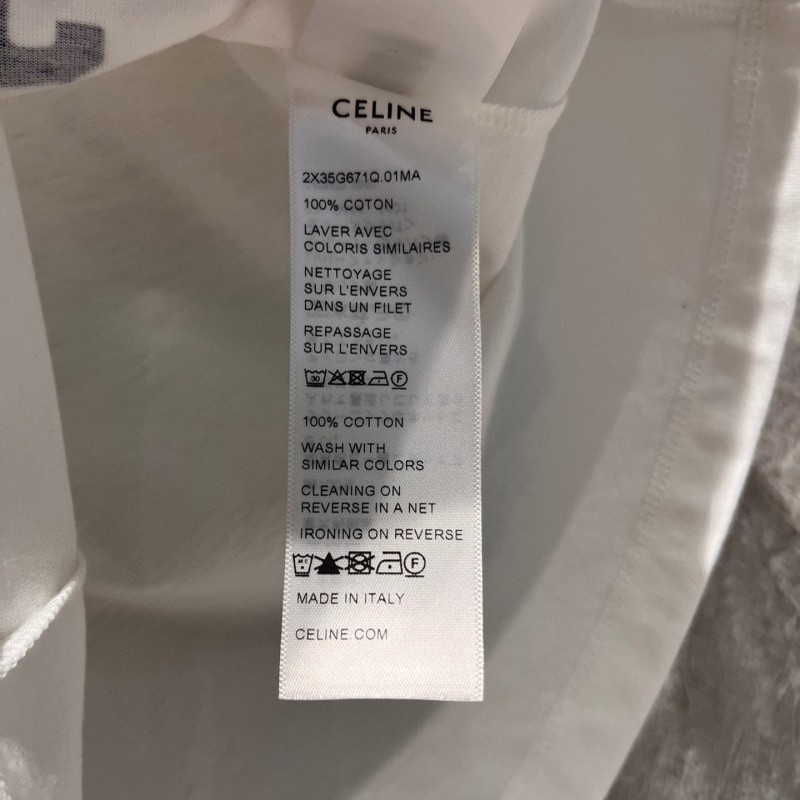 CELINE
PARIS
2X35G671Q.01MA
100% COTON
LAVER AVEC
COLORIS SIMILAIRES
NETTOYAGE
SUR L'ENVERS
DANS UN FILET
REPASSAGE
SUR L'ENVERS
30 F
100% COTTON
WASH WITH
SIMILAR COLORS
CLEANING ON
REVERSE IN A NET
IRONING ON REVERSE
MC F
MADE IN ITALY
CELINE.COM